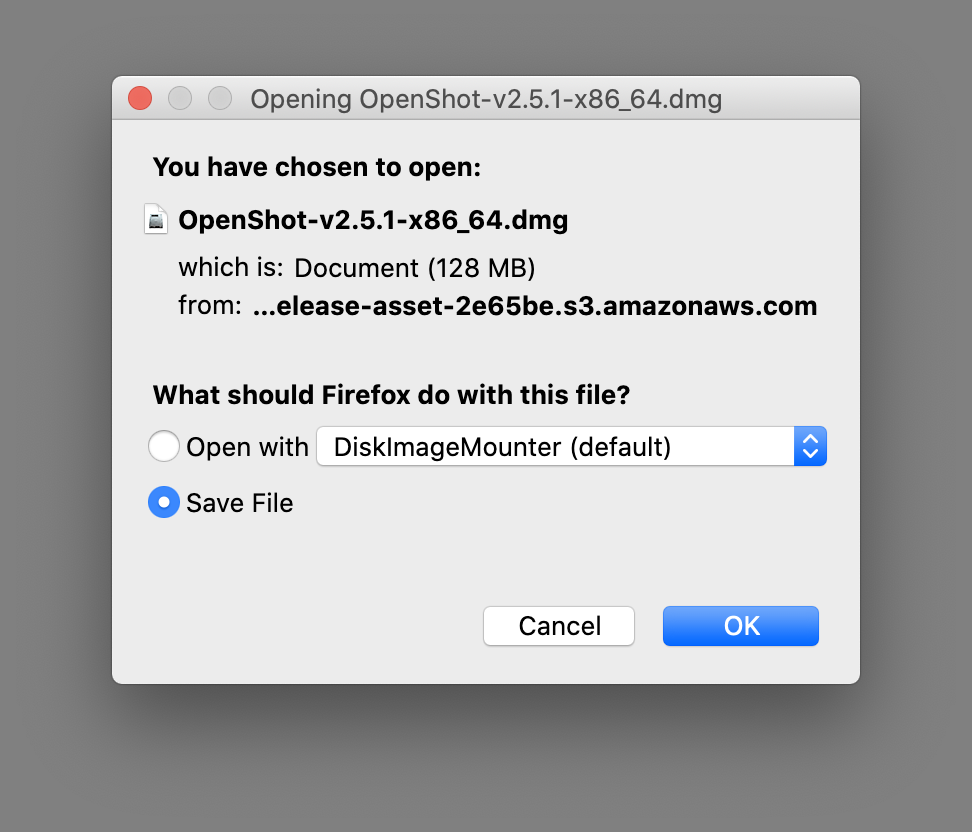 Opening OpenShot-v2.5.1-x86_64.dmg
You have chosen to open:
OpenShot-v2.5.1-x86_64.dmg
which is: Document (128 MB)
from: ...elease-asset-2e65be.s3.amazonaws.com
What should Firefox do with this file?
Open with DiskImageMounter (default)
Save File
Cancel OK